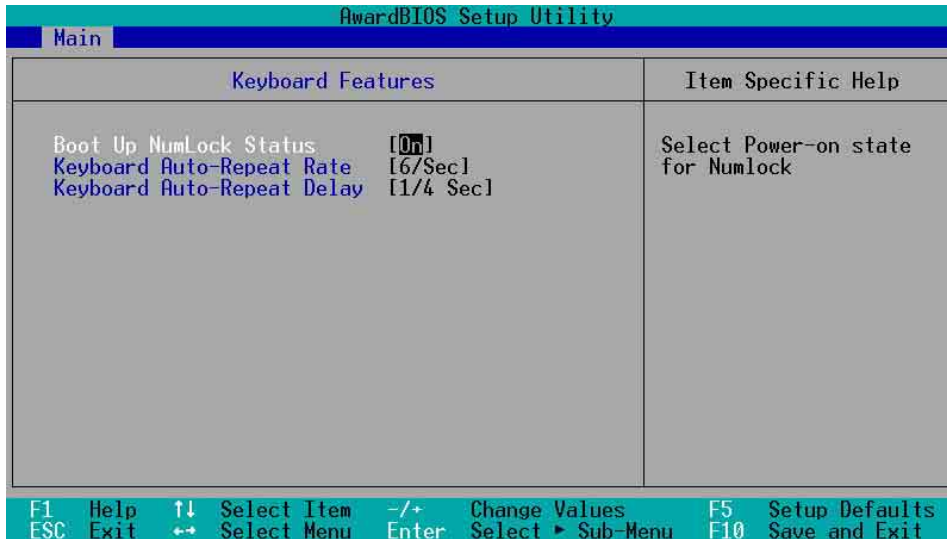 AwardBIOS Setup Utility
Main
Keyboard Features
Item Specific Help
Boot Up NumLock Status [On]
Keyboard Auto-Repeat Rate [6/Sec]
Keyboard Auto-Repeat Delay [1/4 Sec]
Select Power-on state
for Numlock
F1 Help ↑↓ Select Item -/+ Change Values F5 Setup Defaults
ESC Exit ←→ Select Menu Enter Select ► Sub-Menu F10 Save and Exit